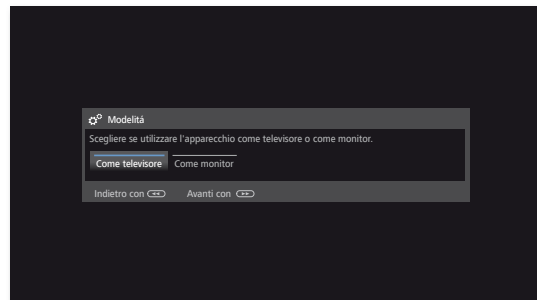 Modelitá
Scegliere se utilizzare l'apparecchio come televisore o come monitor.
Come televisore Come monitor
Indietro con Avanti con